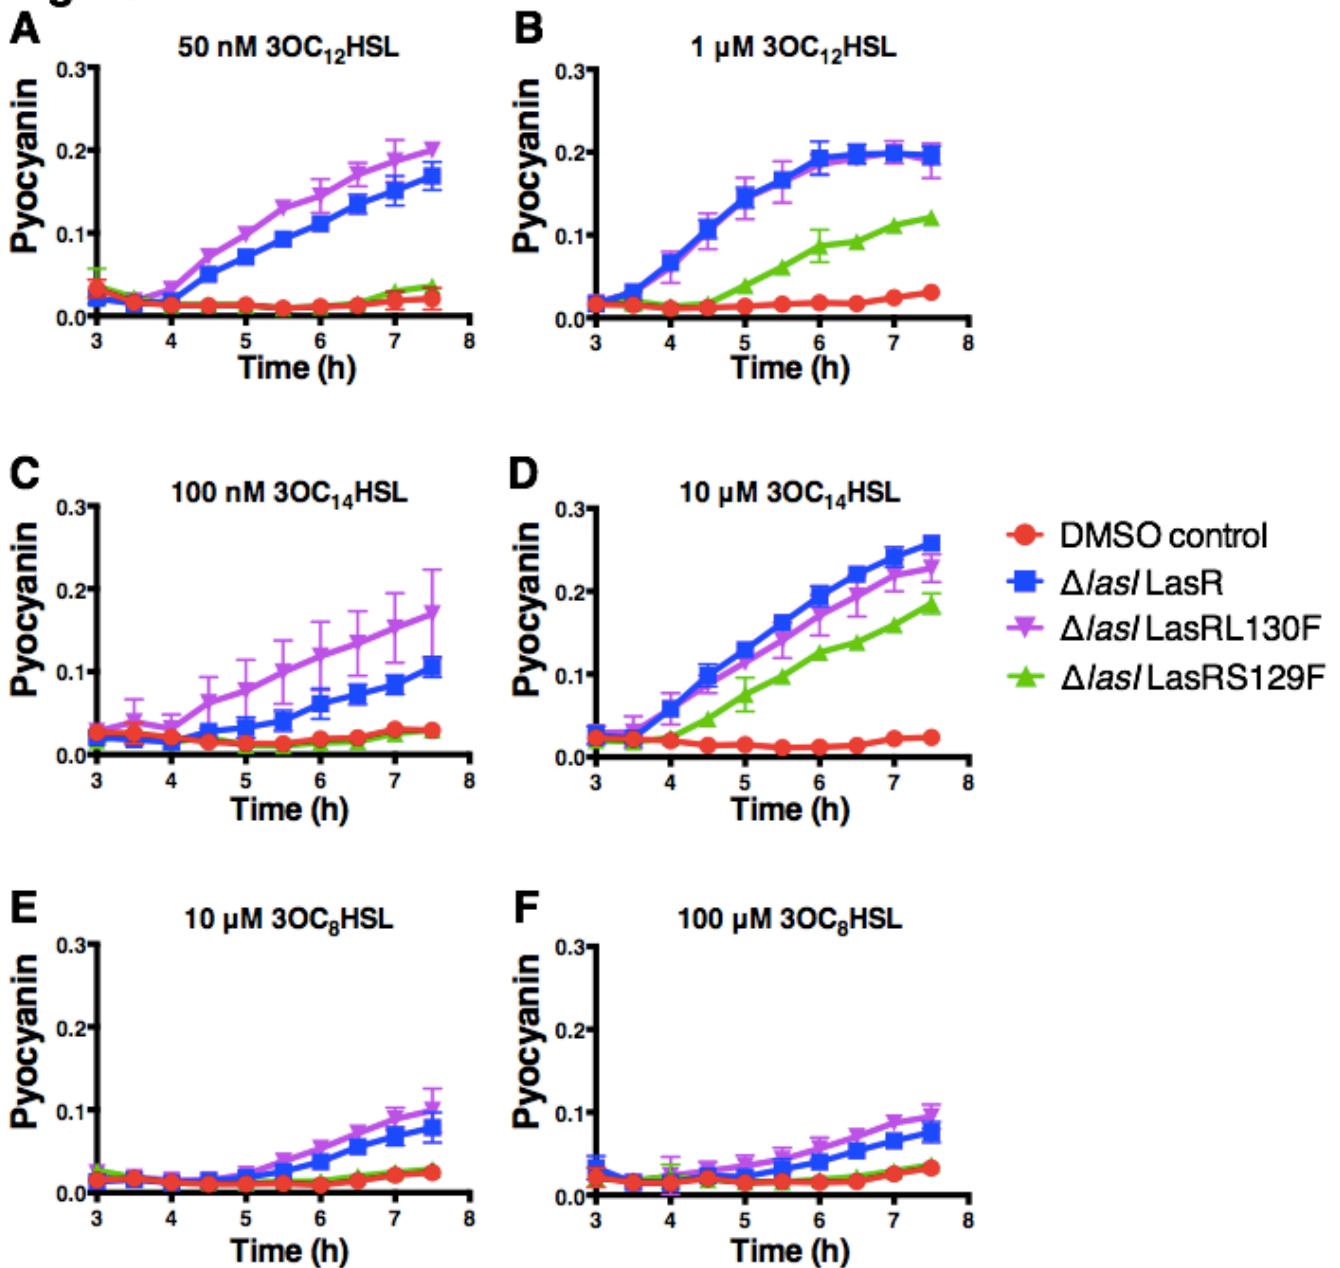 A
50 nM 3OC12HSL
Pyocyanin
0.3
0.2
0.1
0.0
3 4 5 6 7 8
Time (h)
B
1 µM 3OC12HSL
Pyocyanin
0.3
0.2
0.1
0.0
3 4 5 6 7 8
Time (h)
C
100 nM 3OC14HSL
Pyocyanin
0.3
0.2
0.1
0.0
3 4 5 6 7 8
Time (h)
D
10 µM 3OC14HSL
Pyocyanin
0.3
0.2
0.1
0.0
3 4 5 6 7 8
Time (h)
DMSO control
ΔlasI LasR
ΔlasI LasRL130F
ΔlasI LasRS129F
E
10 µM 3OC8HSL
Pyocyanin
0.3
0.2
0.1
0.0
3 4 5 6 7 8
Time (h)
F
100 µM 3OC8HSL
Pyocyanin
0.3
0.2
0.1
0.0
3 4 5 6 7 8
Time (h)